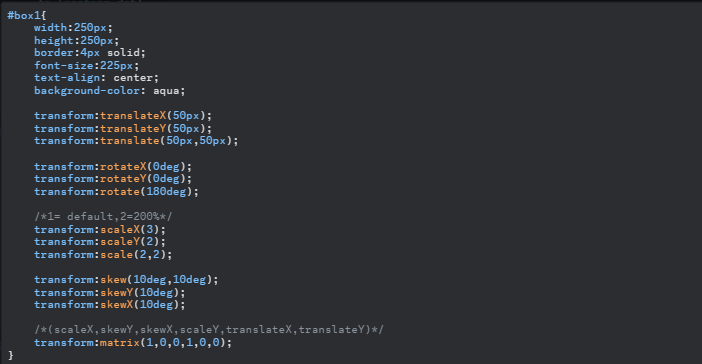 #box1{
    width:250px;
    height:250px;
    border:4px solid;
    font-size:225px;
    text-align: center;
    background-color: aqua;

    transform:translateX(50px);
    transform:translateY(50px);
    transform:translate(50px,50px);

    transform:rotateX(0deg);
    transform:rotateY(0deg);
    transform:rotate(180deg);

    /*1= default,2=200%*/
    transform:scaleX(3);
    transform:scaleY(2);
    transform:scale(2,2);

    transform:skew(10deg,10deg);
    transform:skewY(10deg);
    transform:skewX(10deg);

    /*(scaleX,skewY,skewX,scaleY,translateX,translateY)*/
    transform:matrix(1,0,0,1,0,0);
}